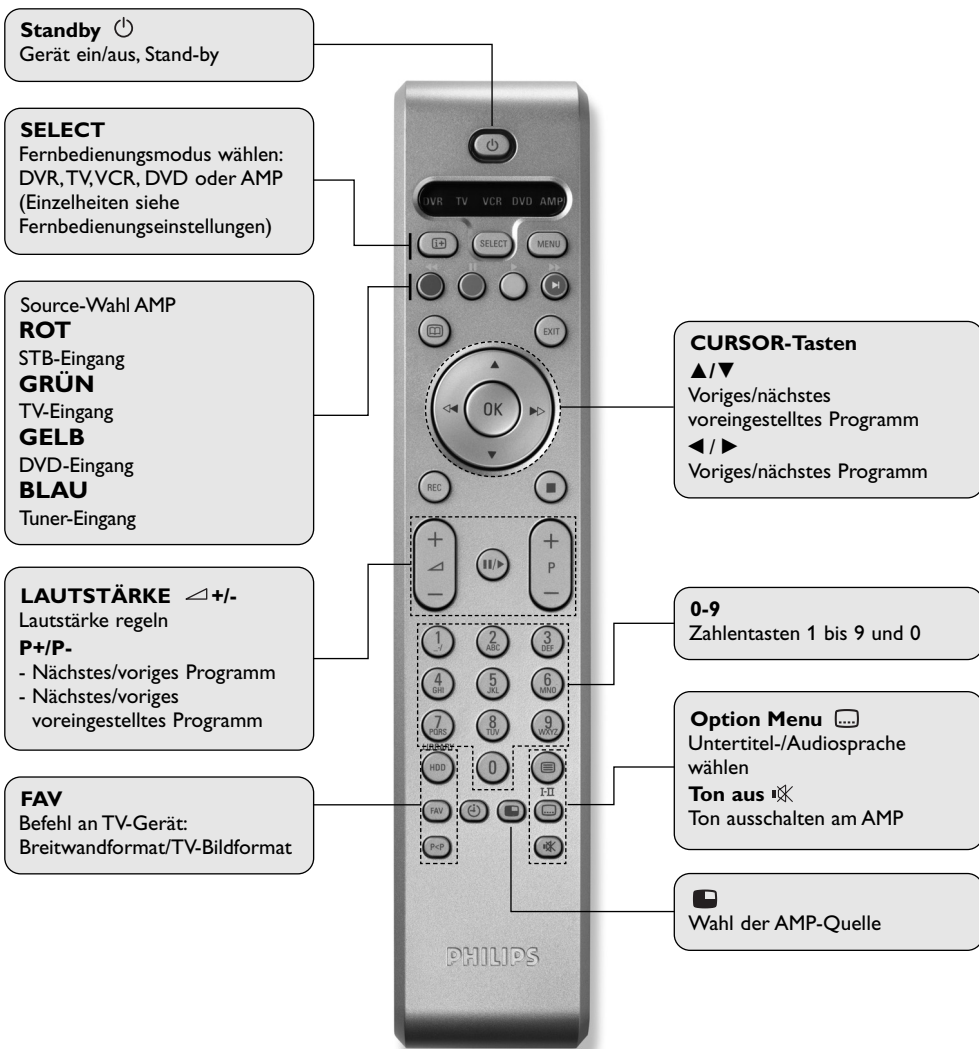 Standby
Gerät ein/aus, Stand-by
SELECT
Fernbedienungsmodus wählen:
DVR, TV, VCR, DVD oder AMP
(Einzelheiten siehe
Fernbedienungseinstellungen)
Source-Wahl AMP
ROT
STB-Eingang
GRÜN
TV-Eingang
GELB
DVD-Eingang
BLAU
Tuner-Eingang
LAUTSTÄRKE +/-
Lautstärke regeln
P+/P-
- Nächstes/voriges Programm
- Nächstes/voriges
voreingestelltes Programm
FAV
Befehl an TV-Gerät:
Breitwandformat/TV-Bildformat
DVR TV VCR DVD AMP
i+ SELECT MENU
EXIT
OK
REC
+ +
P
− −
1 2 ABC 3 DEF
4 GHI 5 JKL 6 MNO
7 PQRS 8 TUV 9 WXYZ
LIBRARY
HDD 0
I-II
FAV
P<P
PHILIPS
CURSOR-Tasten
▲/▼
Voriges/nächstes
voreingestelltes Programm
◄ / ►
Voriges/nächstes Programm
0-9
Zahlentasten 1 bis 9 und 0
Option Menu
Untertitel-/Audiosprache
wählen
Ton aus
Ton ausschalten am AMP
Wahl der AMP-Quelle